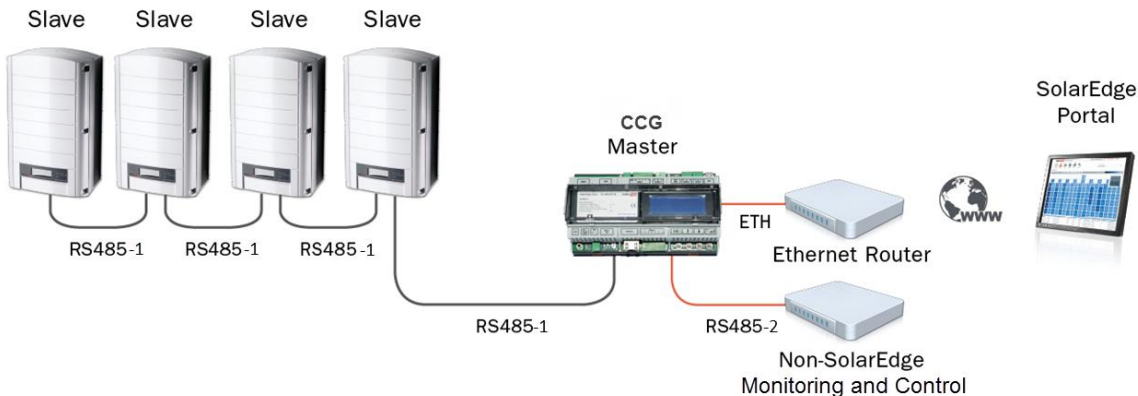 Slave
Slave
Slave
Slave
SolarEdge
Portal
CCG
Master
www
ETH
RS485-1
RS485-1
RS485-1
Ethernet Router
RS485-1
RS485-2
Non-SolarEdge
Monitoring and Control